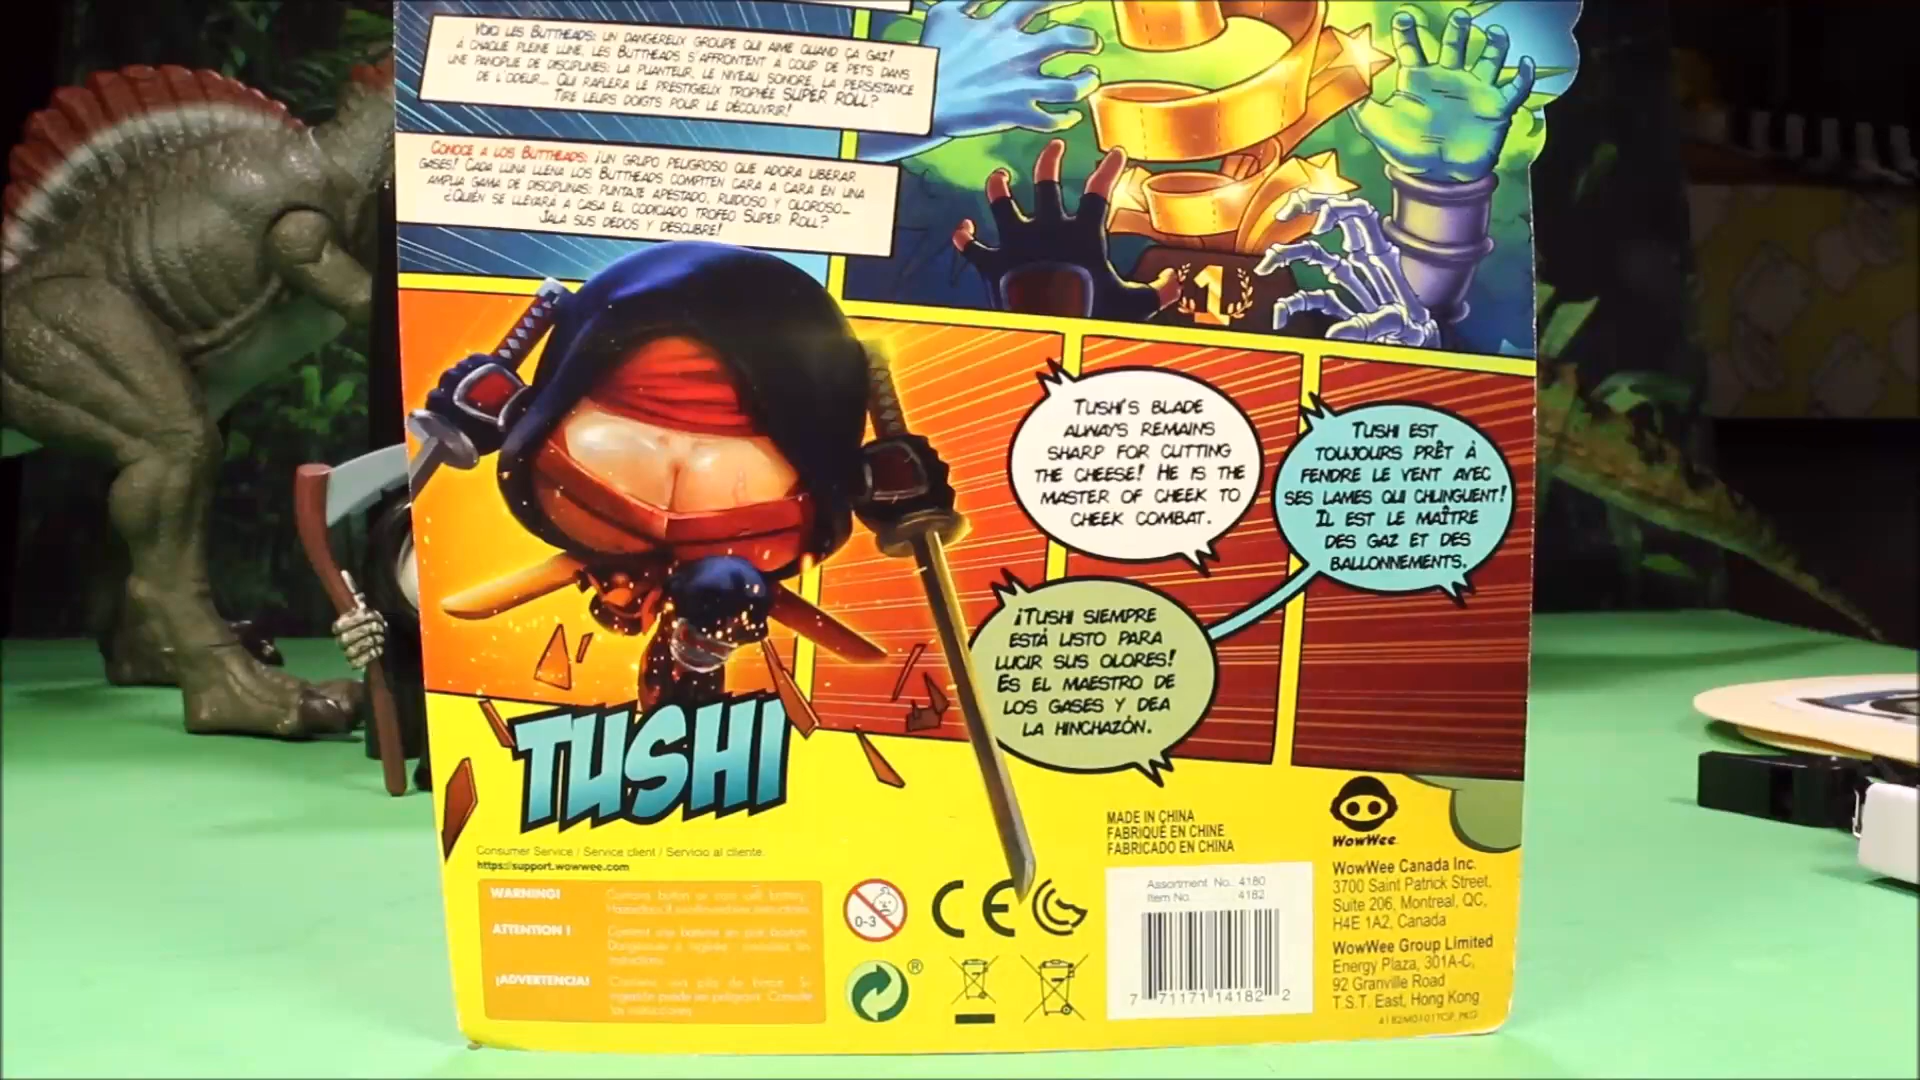 Voici les Buttheads: un dangereux groupe qui aime quand ça gaz!
À chaque pleine lune, les Buttheads s'affrontent à coup de pets dans
une panoplie de disciplines: la puanteur, le niveau sonore, la persistance
de l'odeur... Qui raflera le prestigieux trophée SUPER ROLL?
Tire leurs doigts pour le découvrir!
Conoce a los Buttheads: ¡un grupo peligroso que adora liberar
gases! Cada luna llena los Buttheads compiten cara a cara en una
amplia gama de disciplinas: puntaje apestado, ruidoso y oloroso...
¿Quién se llevará a casa el codiciado trofeo Super Roll?
Jala sus dedos y descubre!
1
Tushi's blade
always remains
sharp for cutting
the cheese! He is the
master of cheek to
cheek combat.
Tushi est
toujours prêt à
fendre le vent avec
ses lames qui chlinguent!
Il est le maître
des gaz et des
ballonnements.
¡Tushi siempre
está listo para
lucir sus olores!
Es el maestro de
los gases y dea
la hinchazón.
TUSHI
MADE IN CHINA
FABRIQUÉ EN CHINE
FABRICADO EN CHINA
WowWee
Consumer Service / Service client / Servicio al cliente.
https://support.wowwee.com
WARNING!
ATTENTION !
¡ADVERTENCIA!
0-3
CE
®
Assortment No.: 4180
Item No.........: 4182
7 71171 14182 2
WowWee Canada Inc.
3700 Saint Patrick Street,
Suite 206, Montreal, QC,
H4E 1A2, Canada
WowWee Group Limited
Energy Plaza, 301A-C,
92 Granville Road
T.S.T. East, Hong Kong